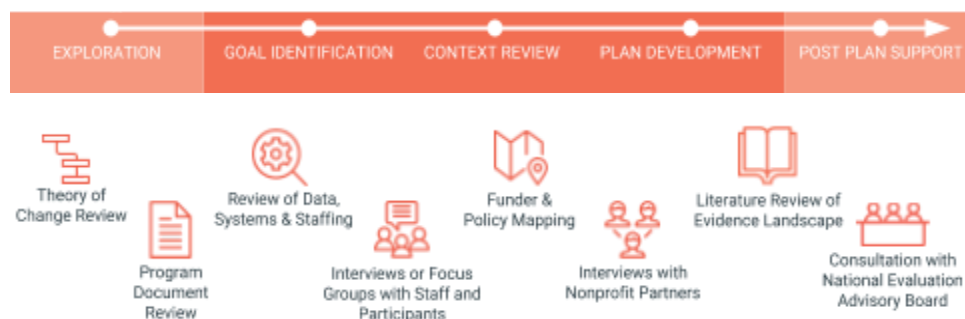 EXPLORATION
GOAL IDENTIFICATION
CONTEXT REVIEW
PLAN DEVELOPMENT
POST PLAN SUPPORT
Theory of
Change Review
Program
Document
Review
Review of Data,
Systems & Staffing
Interviews or Focus
Groups with Staff and
Participants
Funder &
Policy Mapping
Interviews with
Nonprofit Partners
Literature Review of
Evidence Landscape
Consultation with
National Evaluation
Advisory Board